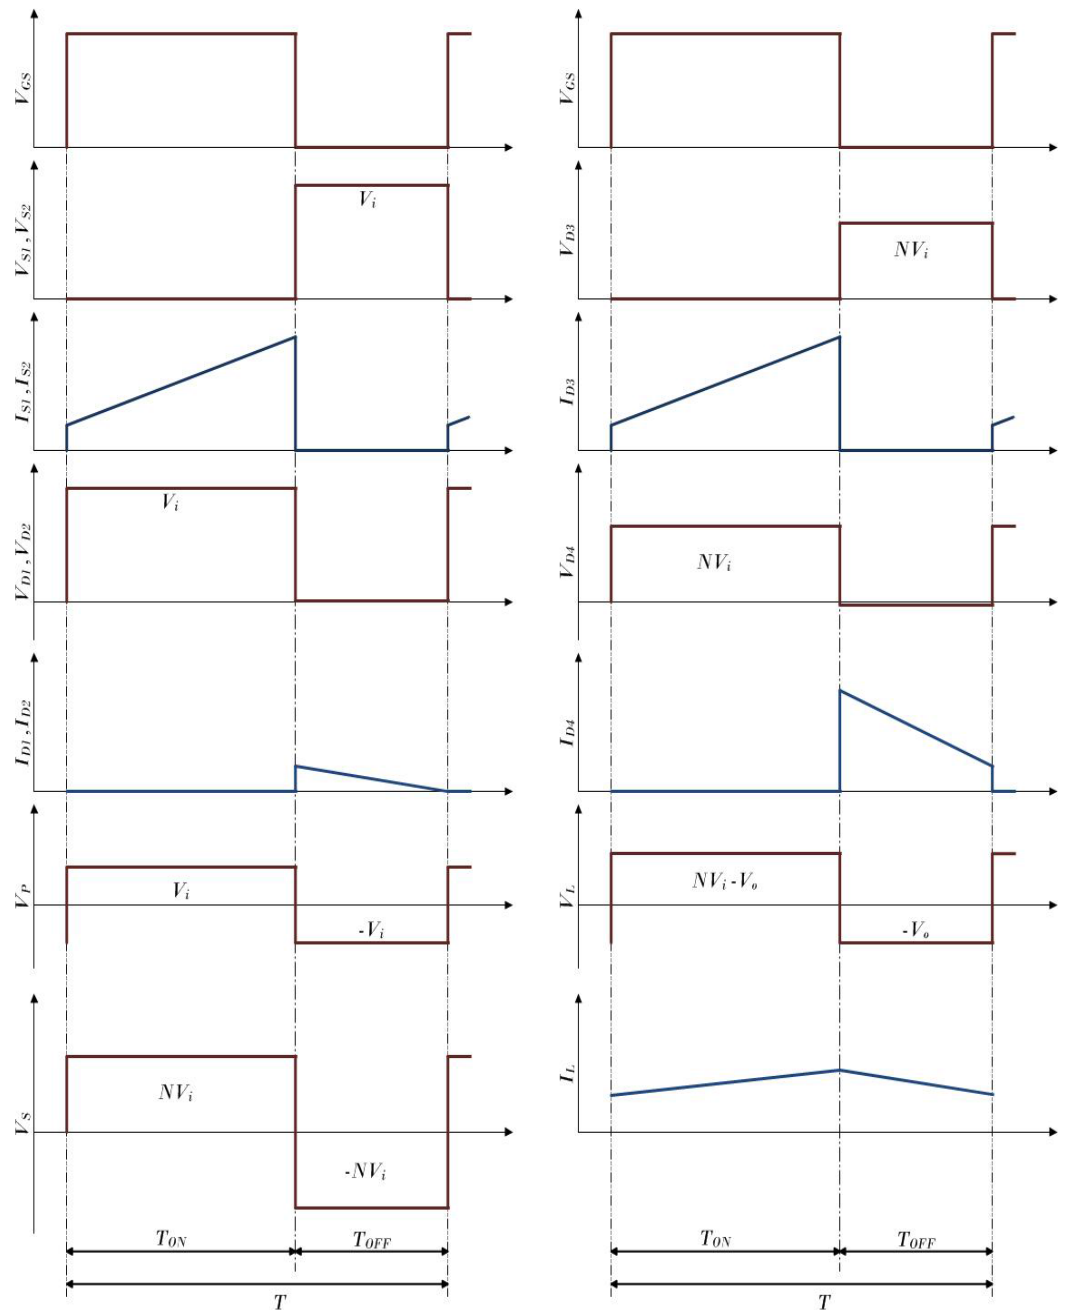 V_GS
V_S1, V_S2
V_i
I_S1, I_S2
V_D1, V_D2
V_i
I_D1, I_D2
V_P
V_i
-V_i
V_S
NV_i
-NV_i
T_ON
T_OFF
T
V_GS
V_D3
NV_i
I_D3
V_D4
NV_i
I_D4
V_L
NV_i - V_o
-V_o
I_L
T_ON
T_OFF
T